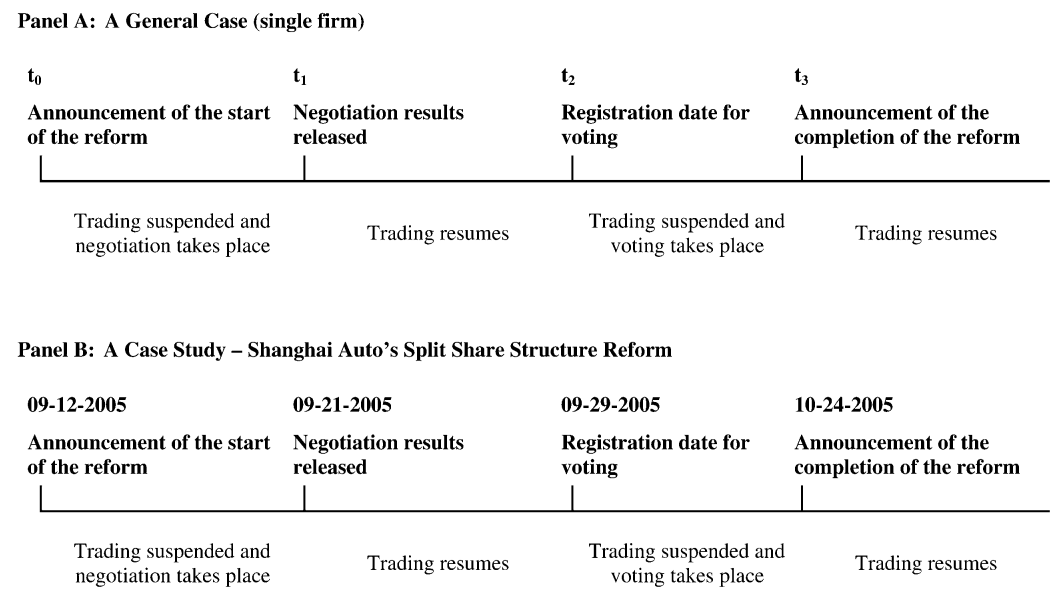 Panel A: A General Case (single firm)
t0 t1 t2 t3
Announcement of the start Negotiation results Registration date for Announcement of the
of the reform released voting completion of the reform
Trading suspended and Trading suspended and
negotiation takes place Trading resumes voting takes place Trading resumes
Panel B: A Case Study – Shanghai Auto's Split Share Structure Reform
09-12-2005 09-21-2005 09-29-2005 10-24-2005
Announcement of the start Negotiation results Registration date for Announcement of the
of the reform released voting completion of the reform
Trading suspended and Trading suspended and
negotiation takes place Trading resumes voting takes place Trading resumes